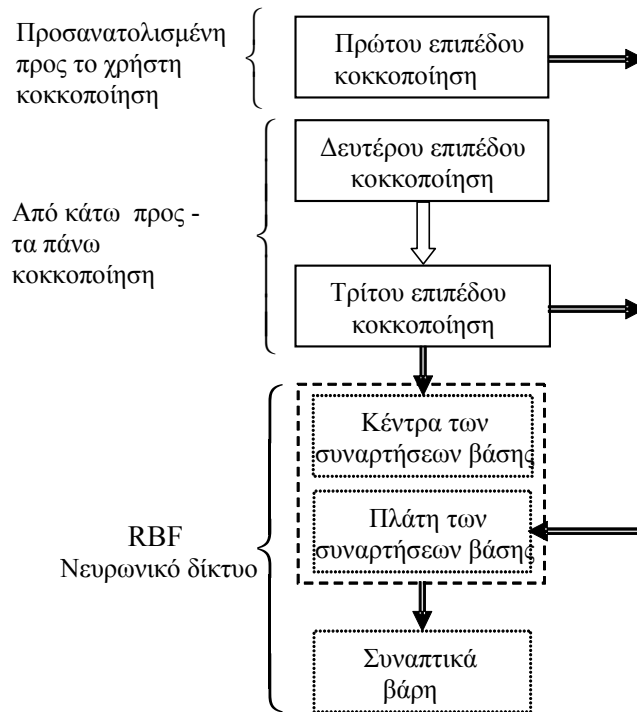 Προσανατολισμένη
προς το χρήστη
κοκκοποίηση
Πρώτου επιπέδου
κοκκοποίηση
Δευτέρου επιπέδου
κοκκοποίηση
Από κάτω προς -
τα πάνω
κοκκοποίηση
Τρίτου επιπέδου
κοκκοποίηση
Κέντρα των
συναρτήσεων βάσης
Πλάτη των
συναρτήσεων βάσης
RBF
Νευρωνικό δίκτυο
Συναπτικά
βάρη